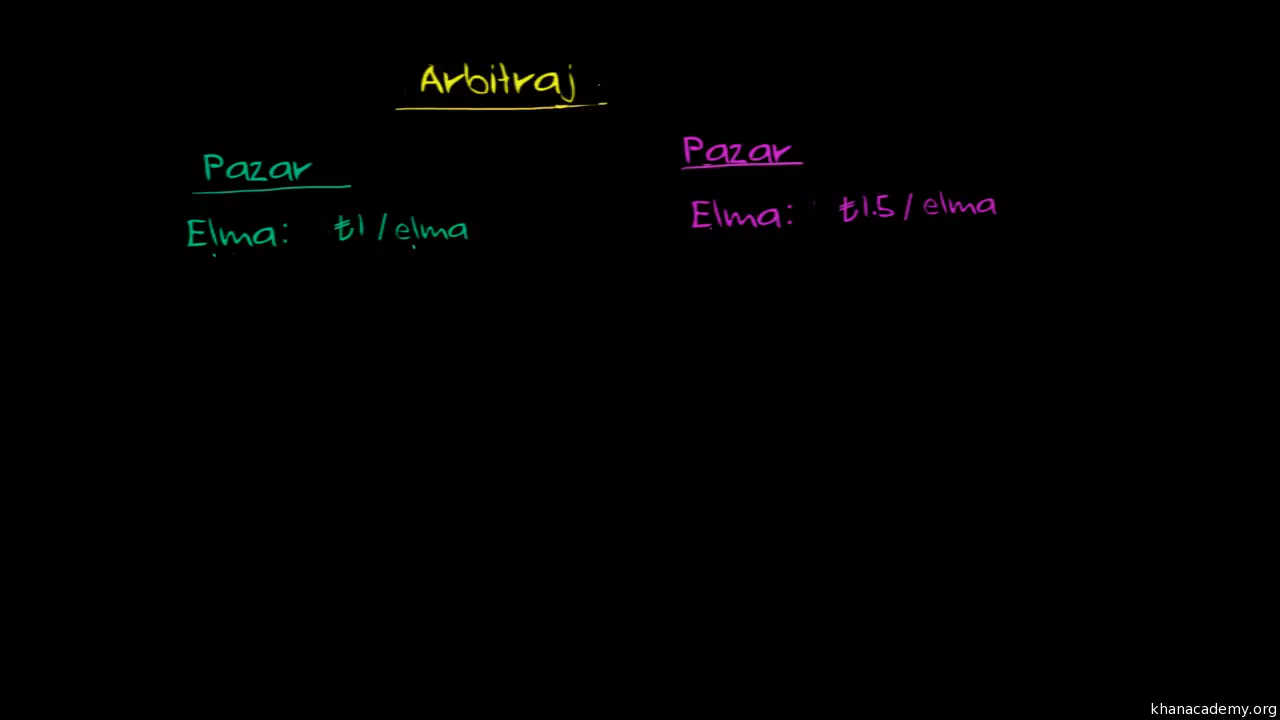 Arbitraj
Pazar
Elma: ₺1 / elma
Pazar
Elma: ₺1.5 / elma
khanacademy.org